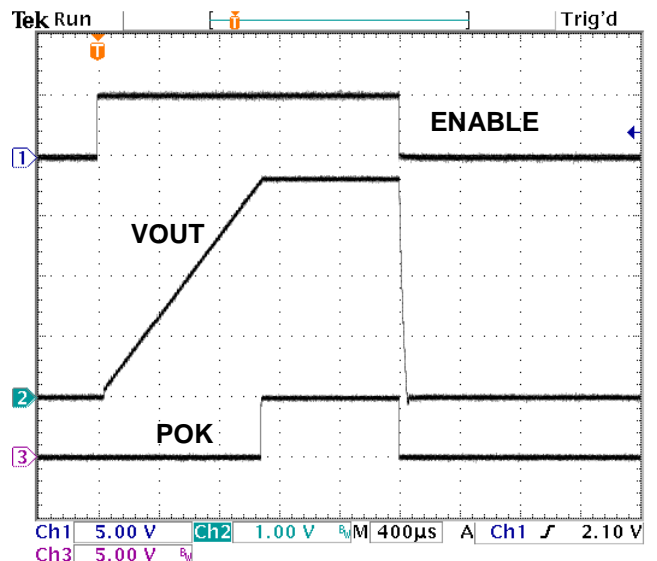 Tek Run Trig'd
T
T
ENABLE
1
VOUT
2
POK
3
Ch1 5.00 V Ch2 1.00 V BW M 400µs A Ch1 ƒ 2.10 V
Ch3 5.00 V BW